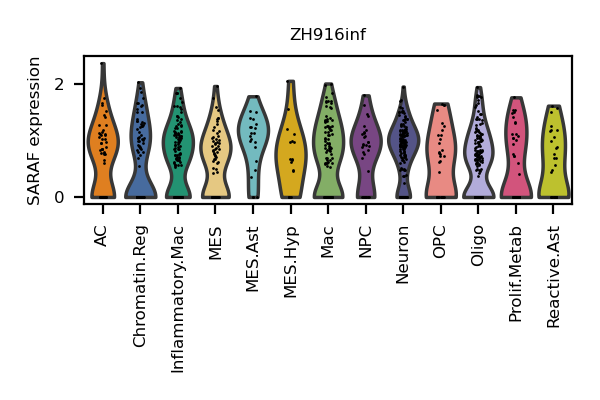 ZH916inf
SARAF expression
2
0
AC
Chromatin.Reg
Inflammatory.Mac
MES
MES.Ast
MES.Hyp
Mac
NPC
Neuron
OPC
Oligo
Prolif.Metab
Reactive.Ast